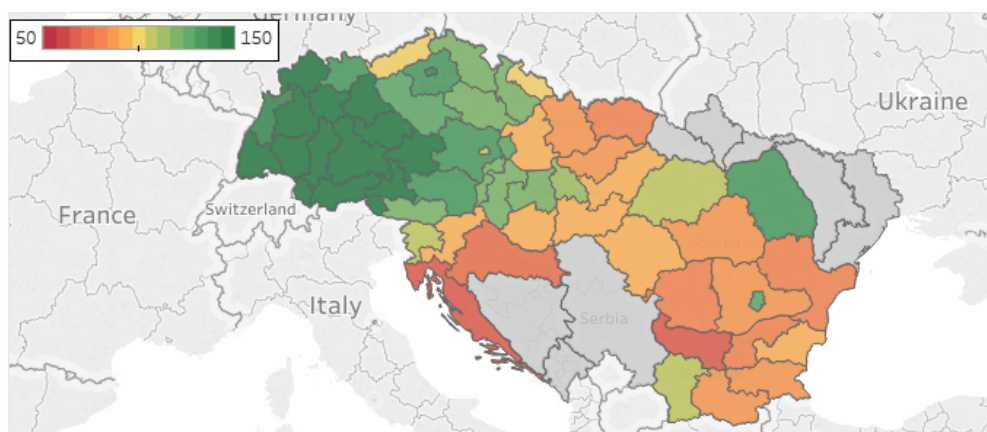 Germany
50 150
Ukraine
France
Switzerland
Romania
Italy
Serbia